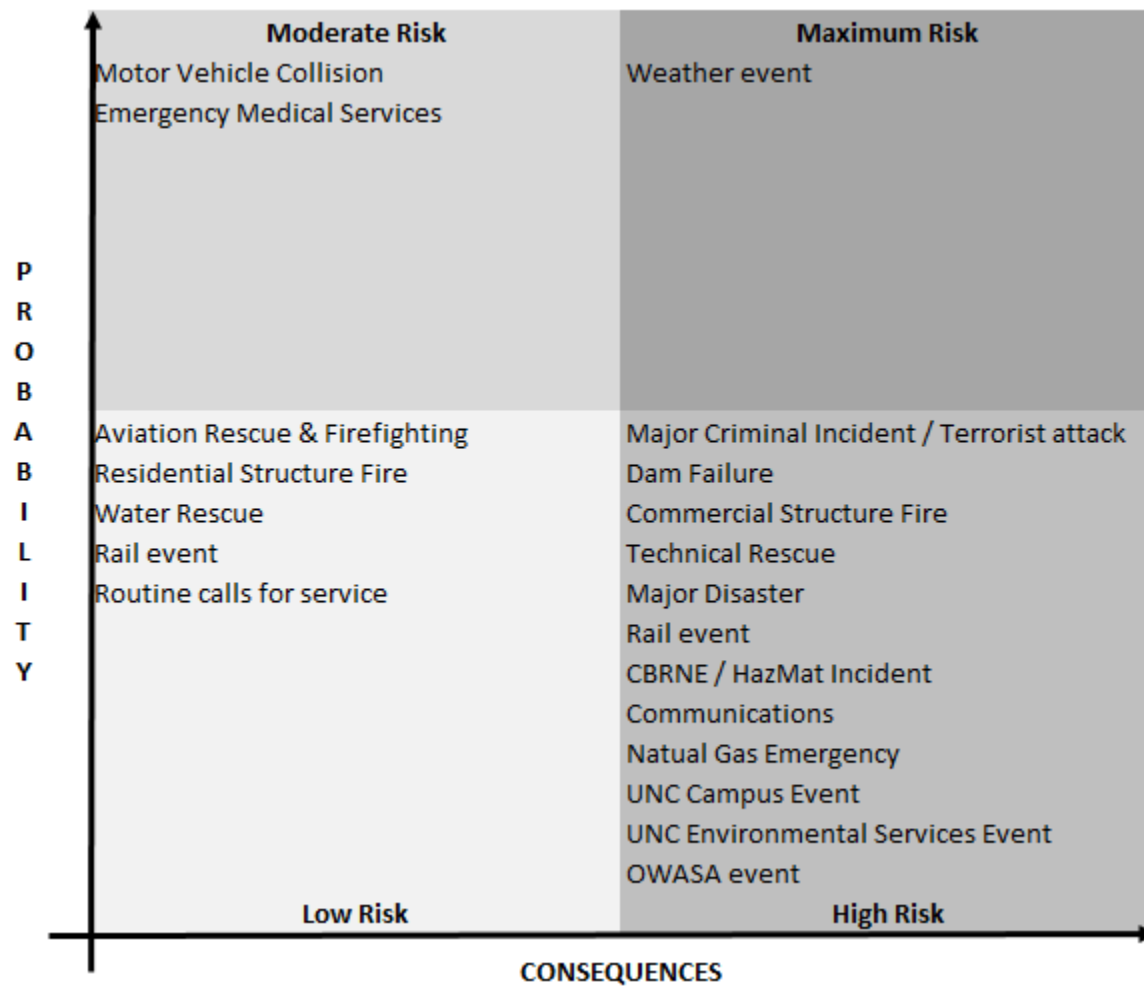 Moderate Risk
Motor Vehicle Collision
Emergency Medical Services
Maximum Risk
Weather event
PROBABILITY
Aviation Rescue & Firefighting
Residential Structure Fire
Water Rescue
Rail event
Routine calls for service
Low Risk
Major Criminal Incident / Terrorist attack
Dam Failure
Commercial Structure Fire
Technical Rescue
Major Disaster
Rail event
CBRNE / HazMat Incident
Communications
Natual Gas Emergency
UNC Campus Event
UNC Environmental Services Event
OWASA event
High Risk
CONSEQUENCES